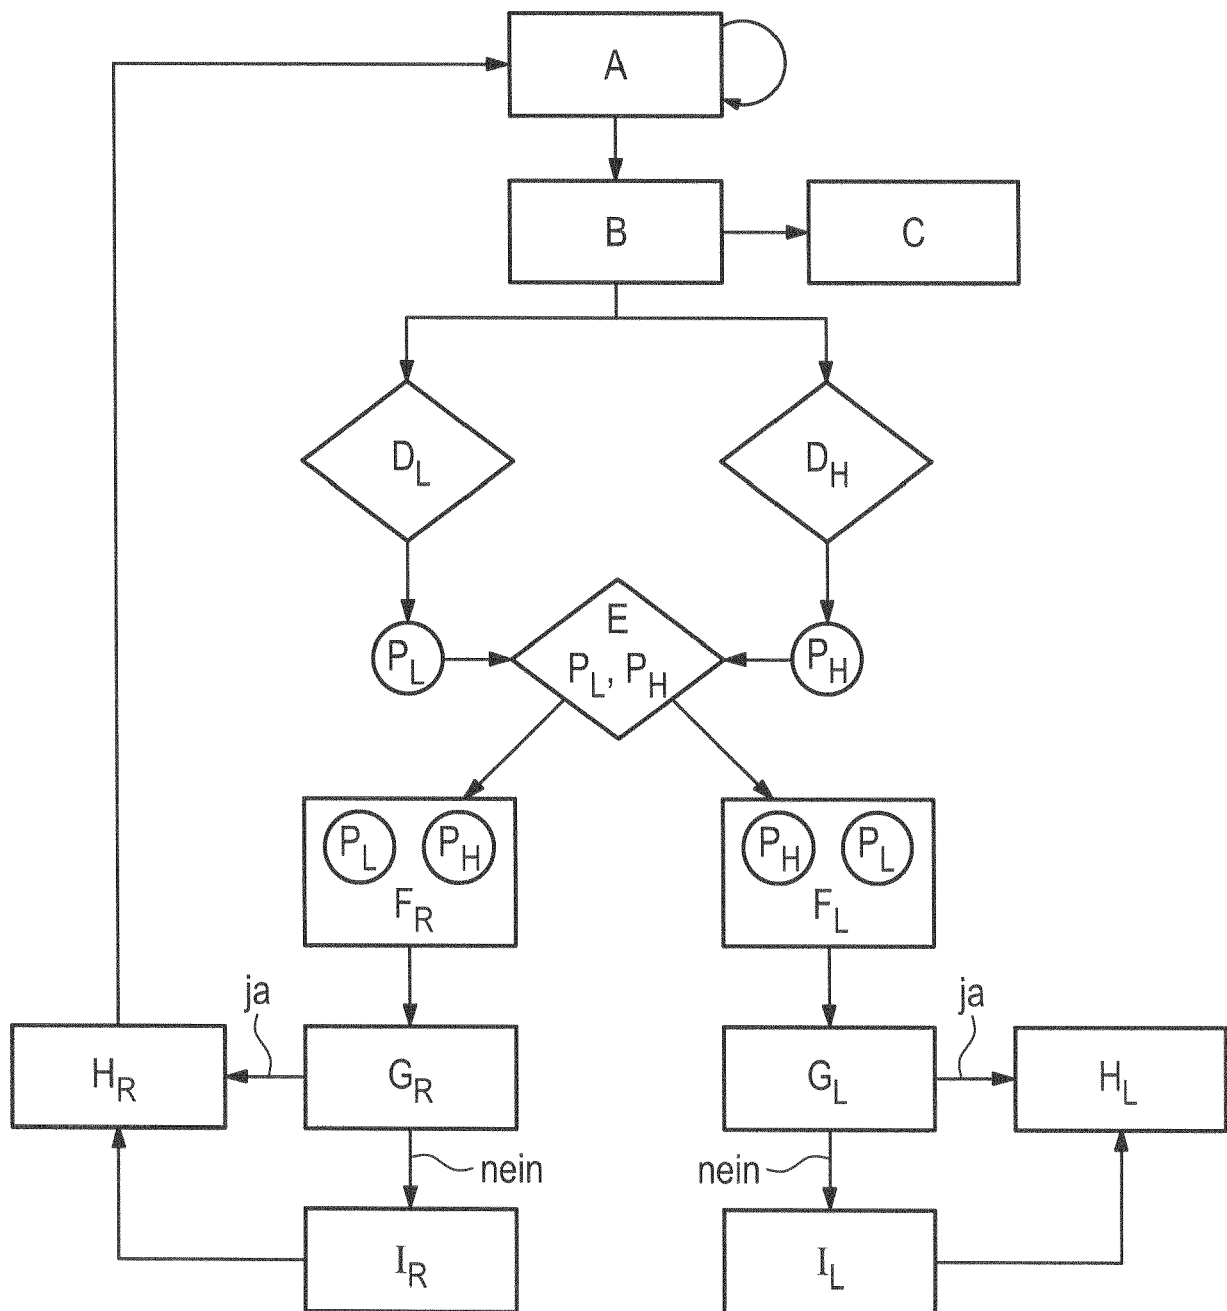 A
B
C
D_L
D_H
E
P_L
P_L, P_H
P_H
P_L
P_H
P_H
P_L
F_R
F_L
ja
ja
H_R
G_R
G_L
H_L
nein
nein
I_R
I_L